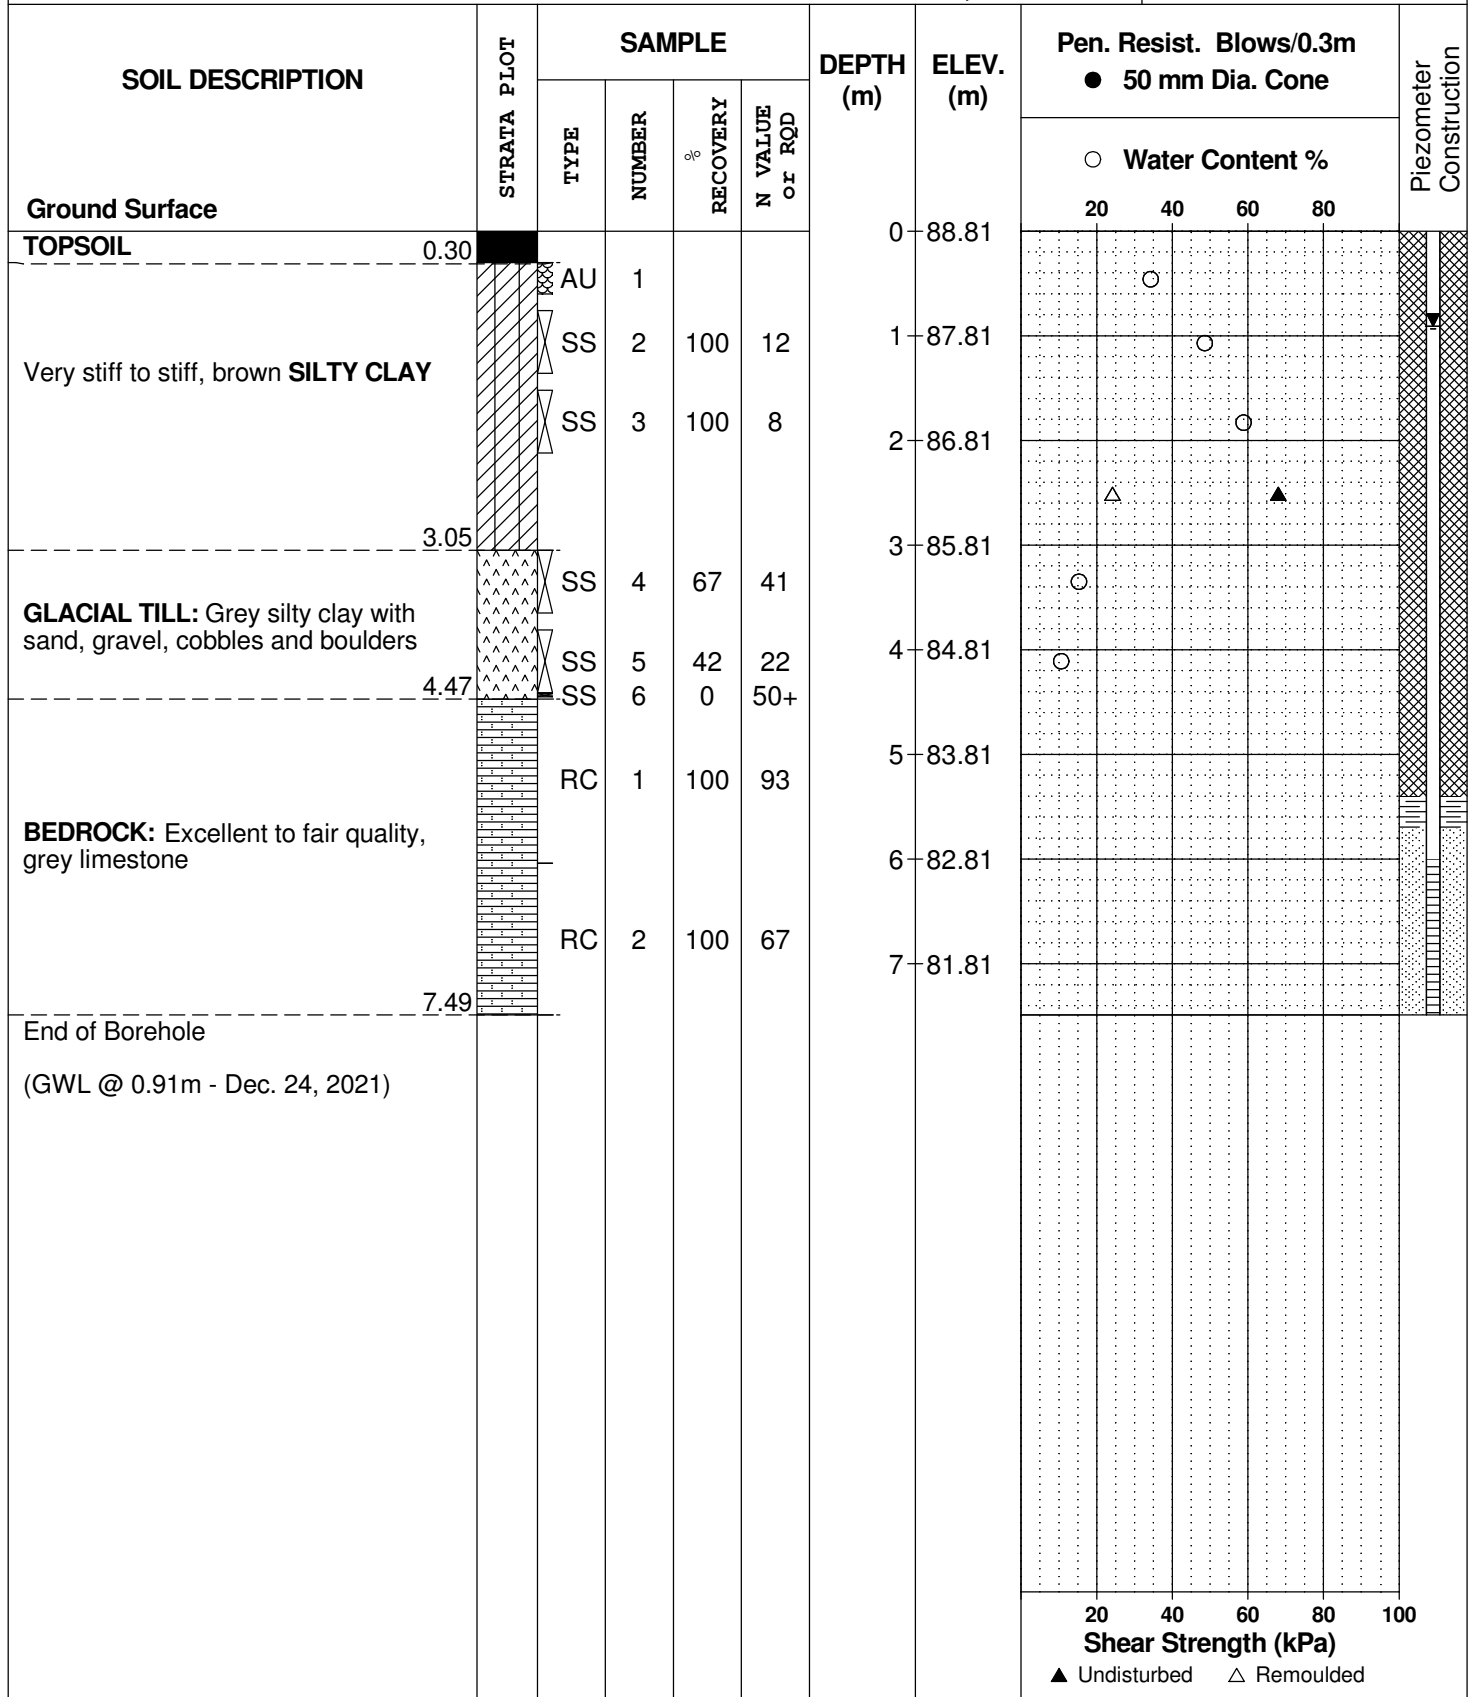 SOIL DESCRIPTION
Ground Surface
STRATA PLOT
SAMPLE
TYPE
NUMBER
%
RECOVERY
N VALUE
or RQD
DEPTH
(m)
ELEV.
(m)
Pen. Resist. Blows/0.3m
● 50 mm Dia. Cone
○ Water Content %
20 40 60 80
Piezometer
Construction
TOPSOIL 0.30
0 88.81
AU 1
SS 2 100 12
1 87.81
Very stiff to stiff, brown SILTY CLAY
SS 3 100 8
2 86.81
3.05
3 85.81
SS 4 67 41
GLACIAL TILL: Grey silty clay with
sand, gravel, cobbles and boulders
4 84.81
SS 5 42 22
4.47
SS 6 0 50+
5 83.81
RC 1 100 93
BEDROCK: Excellent to fair quality,
grey limestone
6 82.81
RC 2 100 67
7 81.81
7.49
End of Borehole
(GWL @ 0.91m - Dec. 24, 2021)
20 40 60 80 100
Shear Strength (kPa)
▲ Undisturbed △ Remoulded